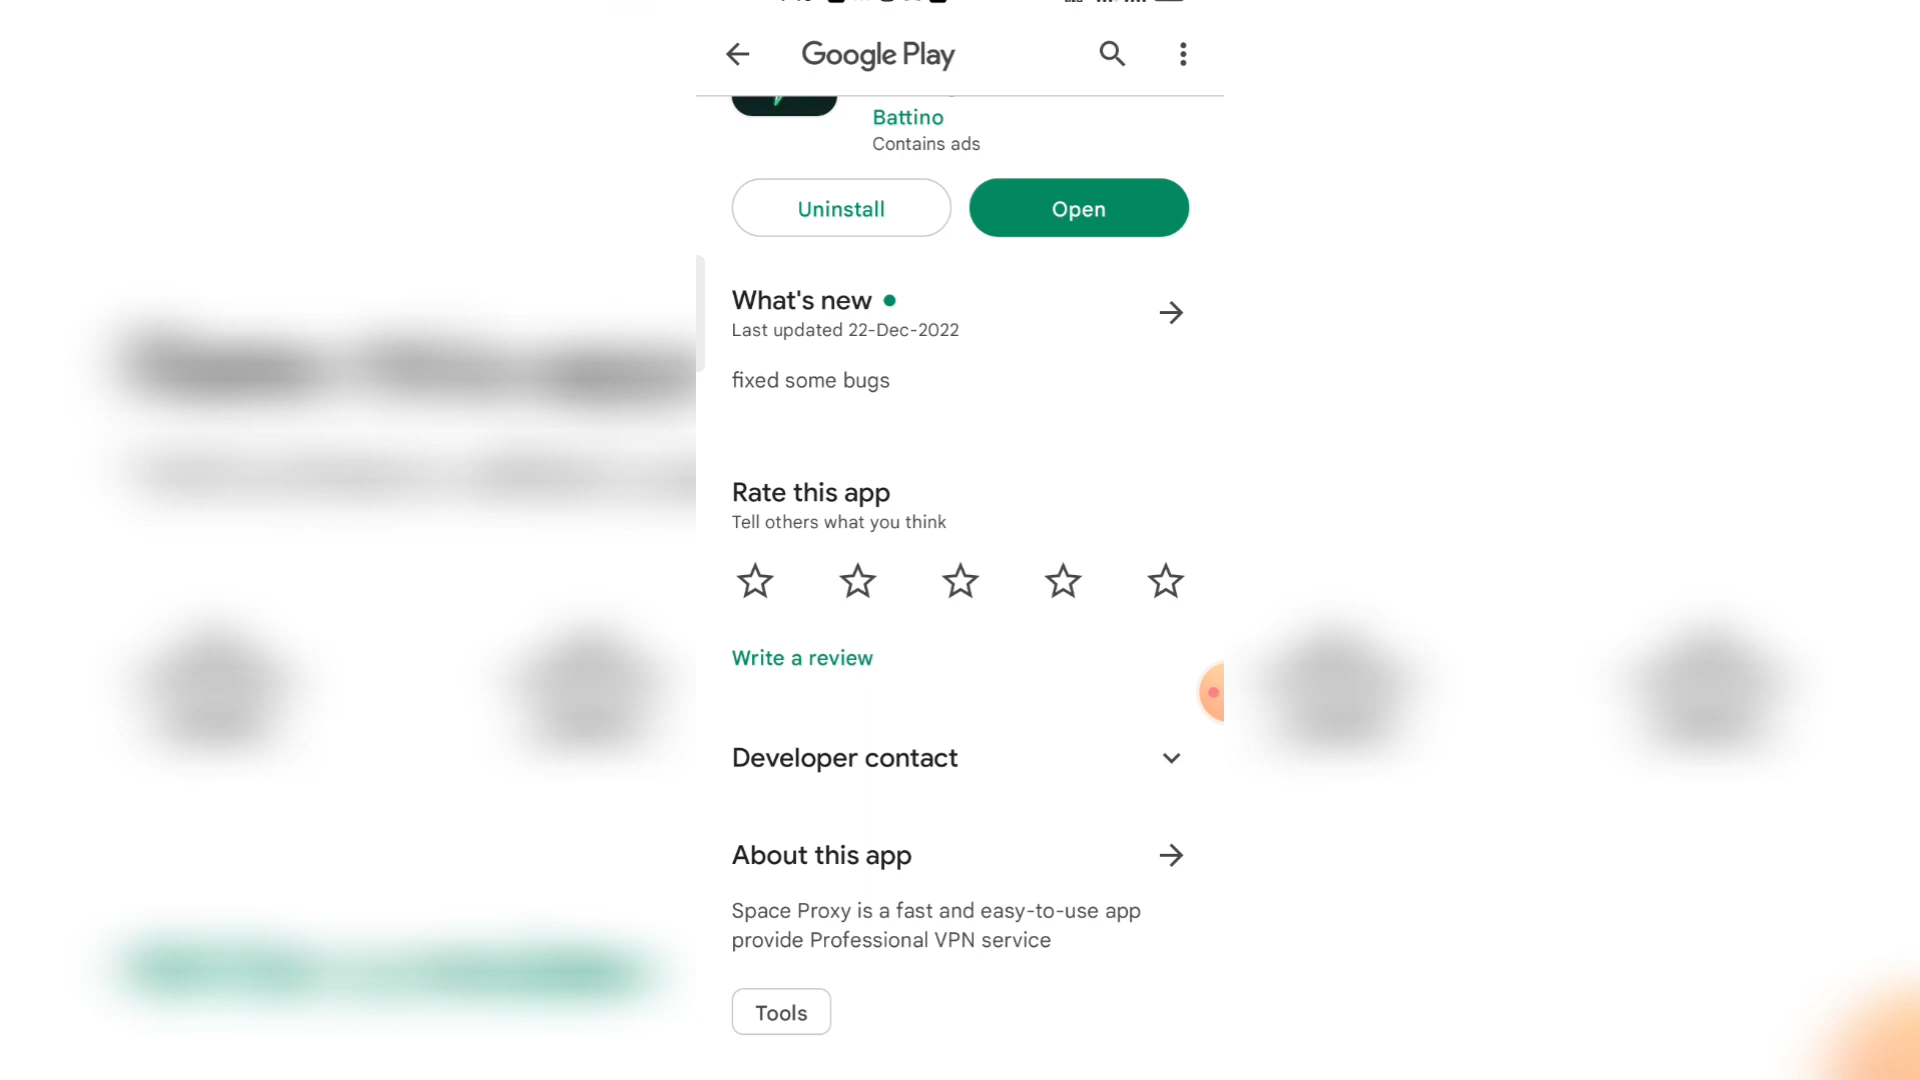 Google Play
Battino
Contains ads
Uninstall
Open
What's new
Last updated 22-Dec-2022
fixed some bugs
Rate this app
Tell others what you think
Write a review
Developer contact
About this app
Space Proxy is a fast and easy-to-use app
provide Professional VPN service
Tools